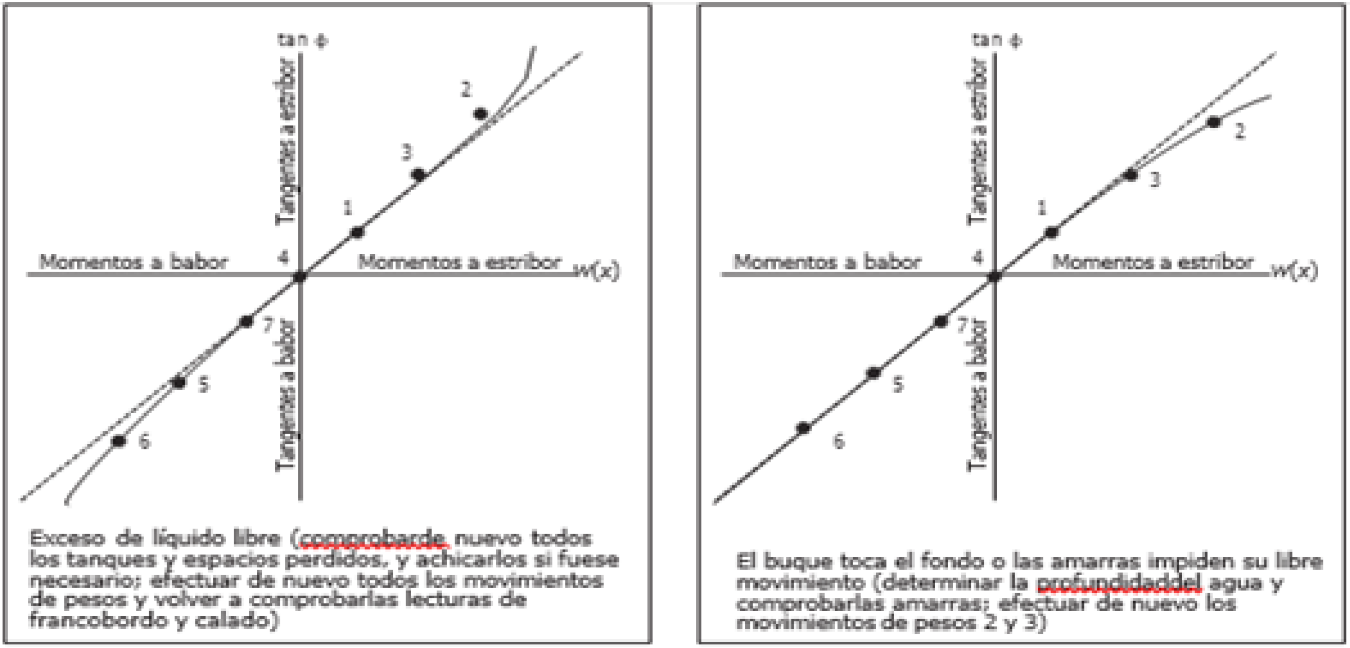 tan ϕ
Tangentes a estribor
2
3
1
4
Momentos a babor
Momentos a estribor
w(x)
7
5
6
Tangentes a babor
Exceso de líquido libre (comprobarde nuevo todos
los tanques y espacios perdidos, y achicarlos si fuese
necesario; efectuar de nuevo todos los movimientos
de pesos y volver a comprobarlas lecturas de
francobordo y calado)
tan ϕ
Tangentes a estribor
2
3
1
4
Momentos a babor
Momentos a estribor
w(x)
7
5
6
Tangentes a babor
El buque toca el fondo o las amarras impiden su libre
movimiento (determinar la profundidaddel agua y
comprobarlas amarras; efectuar de nuevo los
movimientos de pesos 2 y 3)